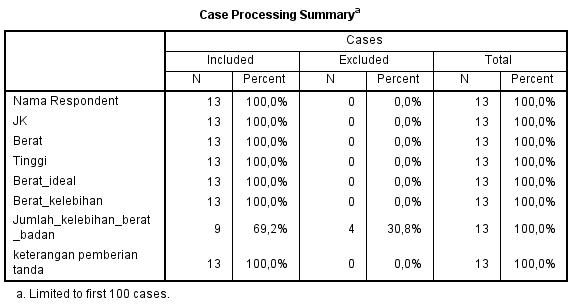 Case Processing Summaryᵃ
Cases
Included Excluded Total
N Percent N Percent N Percent
Nama Respondent 13 100,0% 0 0,0% 13 100,0%
JK 13 100,0% 0 0,0% 13 100,0%
Berat 13 100,0% 0 0,0% 13 100,0%
Tinggi 13 100,0% 0 0,0% 13 100,0%
Berat_ideal 13 100,0% 0 0,0% 13 100,0%
Berat_kelebihan 13 100,0% 0 0,0% 13 100,0%
Jumlah_kelebihan_berat
_badan 9 69,2% 4 30,8% 13 100,0%
keterangan pemberian
tanda 13 100,0% 0 0,0% 13 100,0%
a. Limited to first 100 cases.